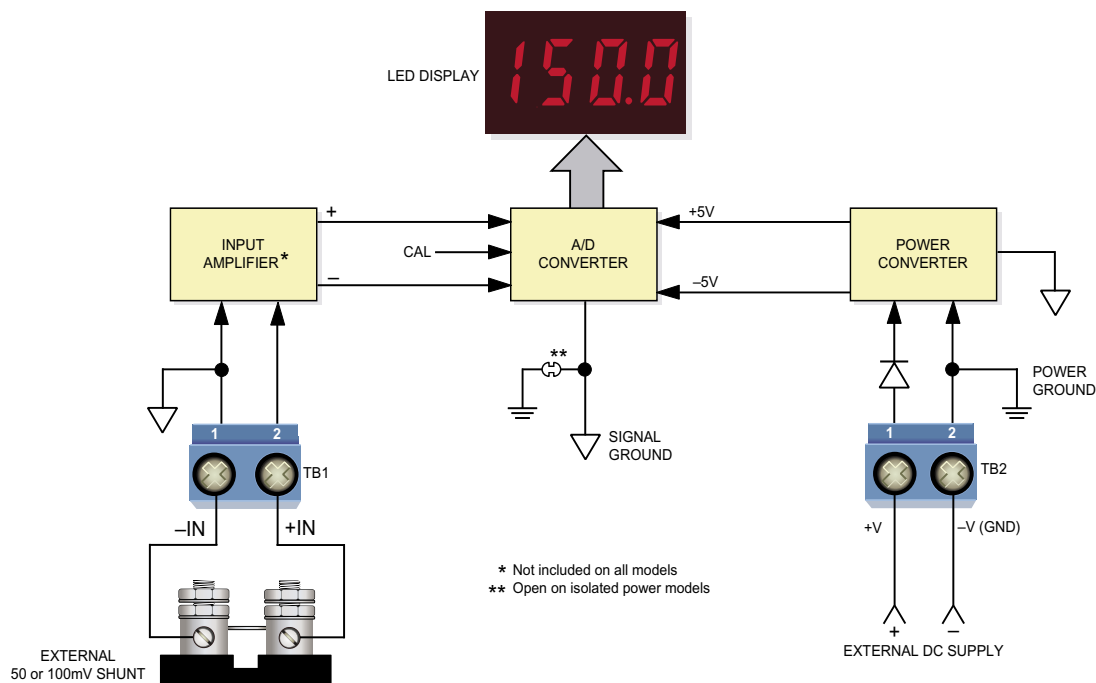 LED DISPLAY
150.0
INPUT
AMPLIFIER*
+
–
CAL
A/D
CONVERTER
+5V
–5V
POWER
CONVERTER
**
SIGNAL
GROUND
POWER
GROUND
1 2
TB1
–IN
+IN
EXTERNAL
50 or 100mV SHUNT
* Not included on all models
** Open on isolated power models
1 2
TB2
+V
–V (GND)
+ –
EXTERNAL DC SUPPLY